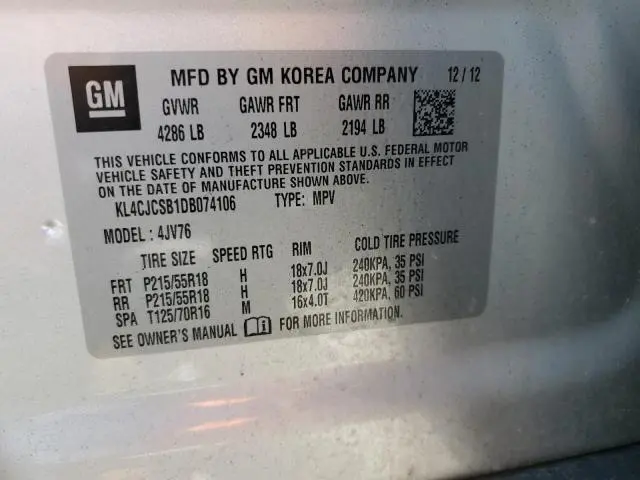 GM
MFD BY GM KOREA COMPANY 12/12
GVWR GAWR FRT GAWR RR
4286 LB 2348 LB 2194 LB
THIS VEHICLE CONFORMS TO ALL APPLICABLE U.S. FEDERAL MOTOR
VEHICLE SAFETY AND THEFT PREVENTION STANDARDS IN EFFECT
ON THE DATE OF MANUFACTURE SHOWN ABOVE.
KL4CJCSB1DB074106 TYPE: MPV
MODEL: 4JV76
TIRE SIZE SPEED RTG RIM COLD TIRE PRESSURE
FRT P215/55R18 H 18x7.0J 240KPA, 35 PSI
RR P215/55R18 H 18x7.0J 240KPA, 35 PSI
SPA T125/70R16 M 16x4.0T 420KPA, 60 PSI
SEE OWNER'S MANUAL FOR MORE INFORMATION.